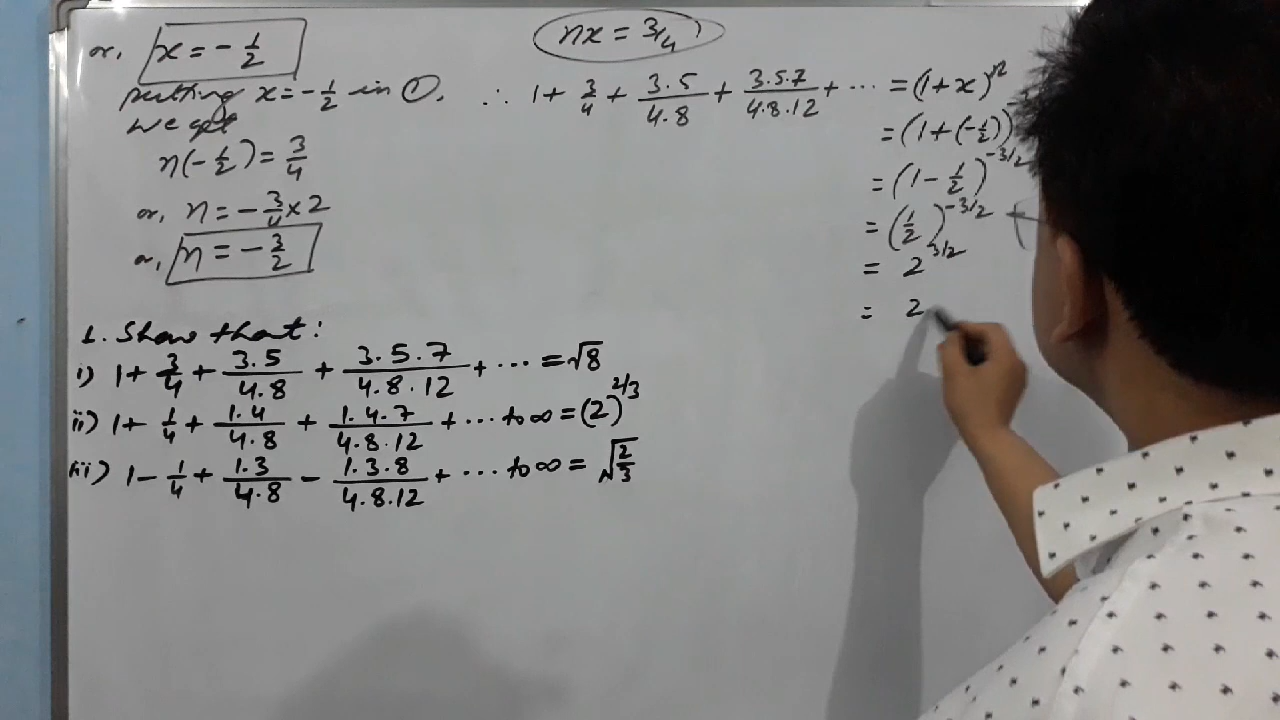 or, x = - 1/2
putting x = - 1/2 in ①,
we get
n(- 1/2) = 3/4
or, n = - 3/4 × 2
or, n = - 3/2
nx = 3/4
∴ 1 + 3/4 + 3.5/4.8 + 3.5.7/4.8.12 + ... = (1+x)^n
= (1+(- 1/2))
= (1 - 1/2)^-3/2
= (1/2)^-3/2
= 2^3/2
= 2
1. Show that:
i) 1 + 3/4 + 3.5/4.8 + 3.5.7/4.8.12 + ... = √8
ii) 1 + 1/4 + 1.4/4.8 + 1.4.7/4.8.12 + ... to ∞ = (2)^2/3
iii) 1 - 1/4 + 1.3/4.8 - 1.3.8/4.8.12 + ... to ∞ = √2/3